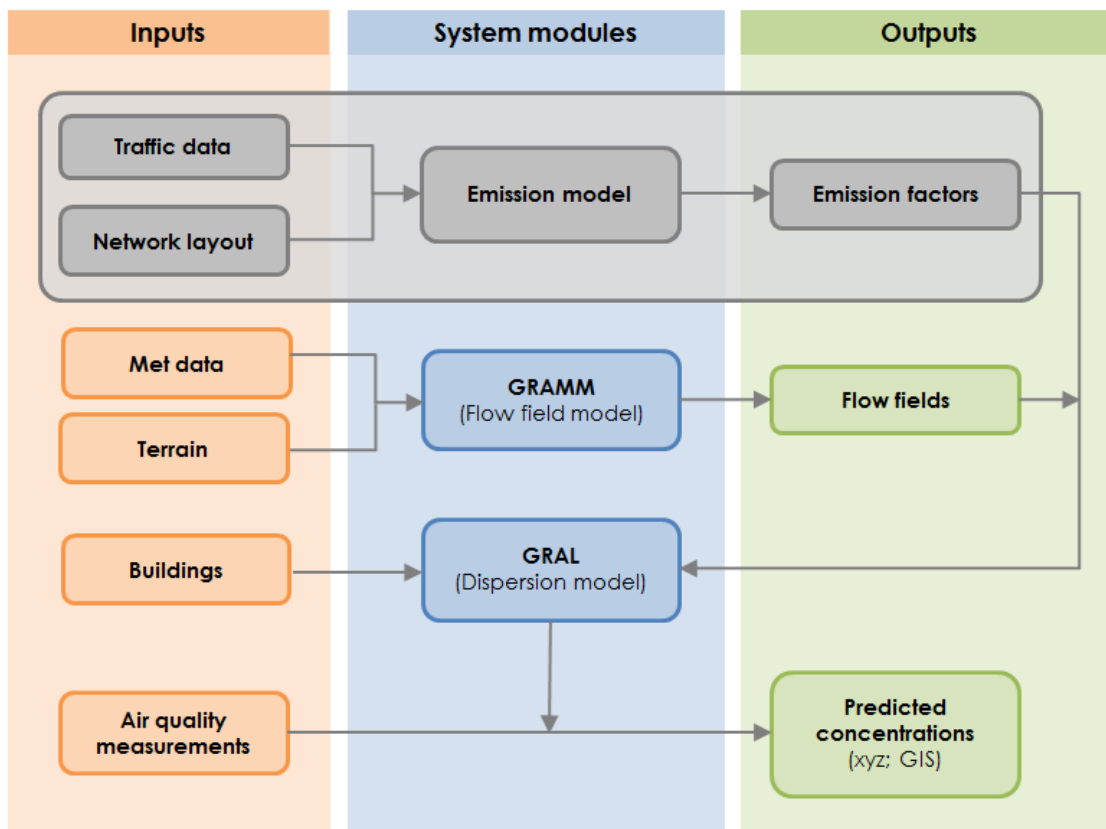 Inputs
System modules
Outputs
Traffic data
Network layout
Emission model
Emission factors
Met data
Terrain
GRAMM
(Flow field model)
Flow fields
Buildings
GRAL
(Dispersion model)
Air quality
measurements
Predicted
concentrations
(xyz; GIS)